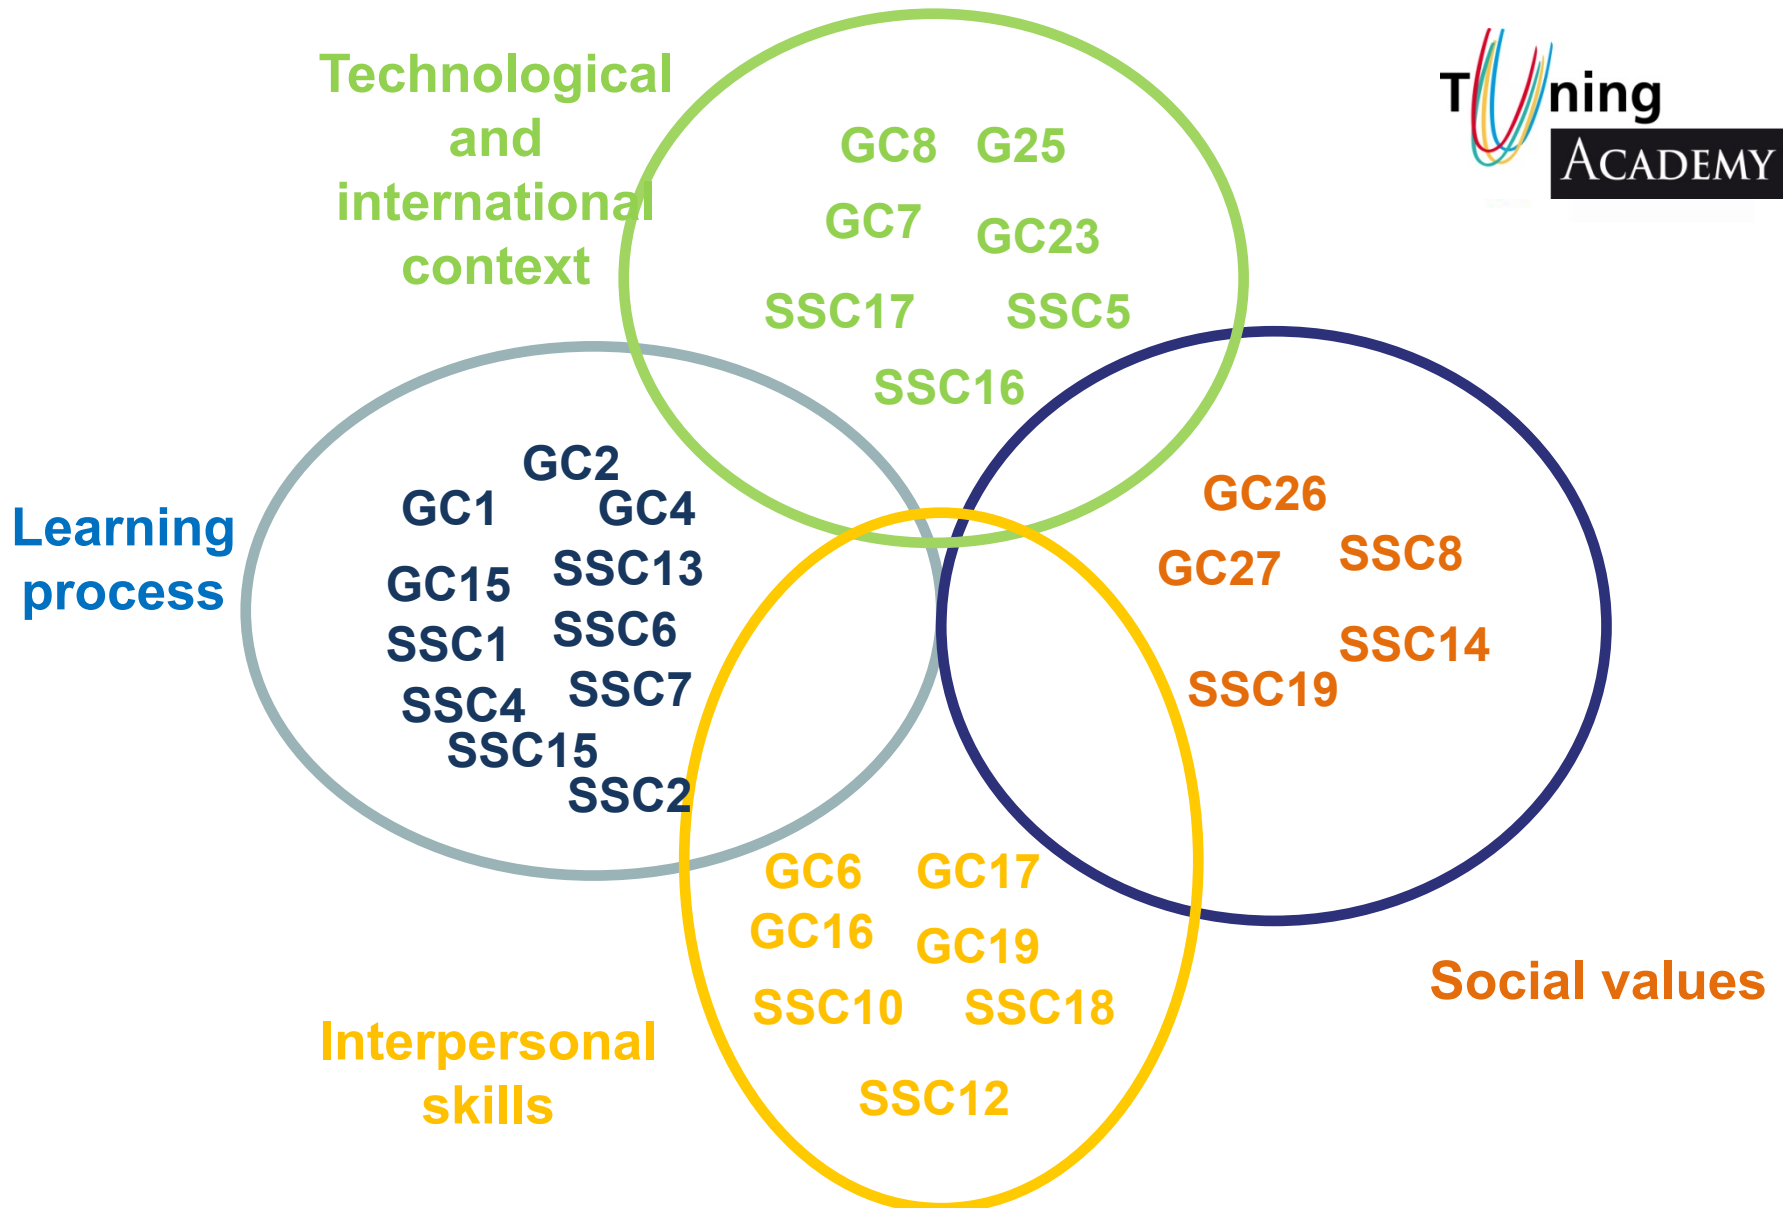 Technological
and
international
context
GC8 G25
GC7 GC23
SSC17 SSC5
SSC16
Tuning
ACADEMY
Learning
process
GC2
GC1 GC4
GC15 SSC13
SSC1 SSC6
SSC4 SSC7
SSC15
SSC2
GC26
GC27 SSC8
SSC14
SSC19
Social values
GC6 GC17
GC16 GC19
SSC10 SSC18
SSC12
Interpersonal
skills